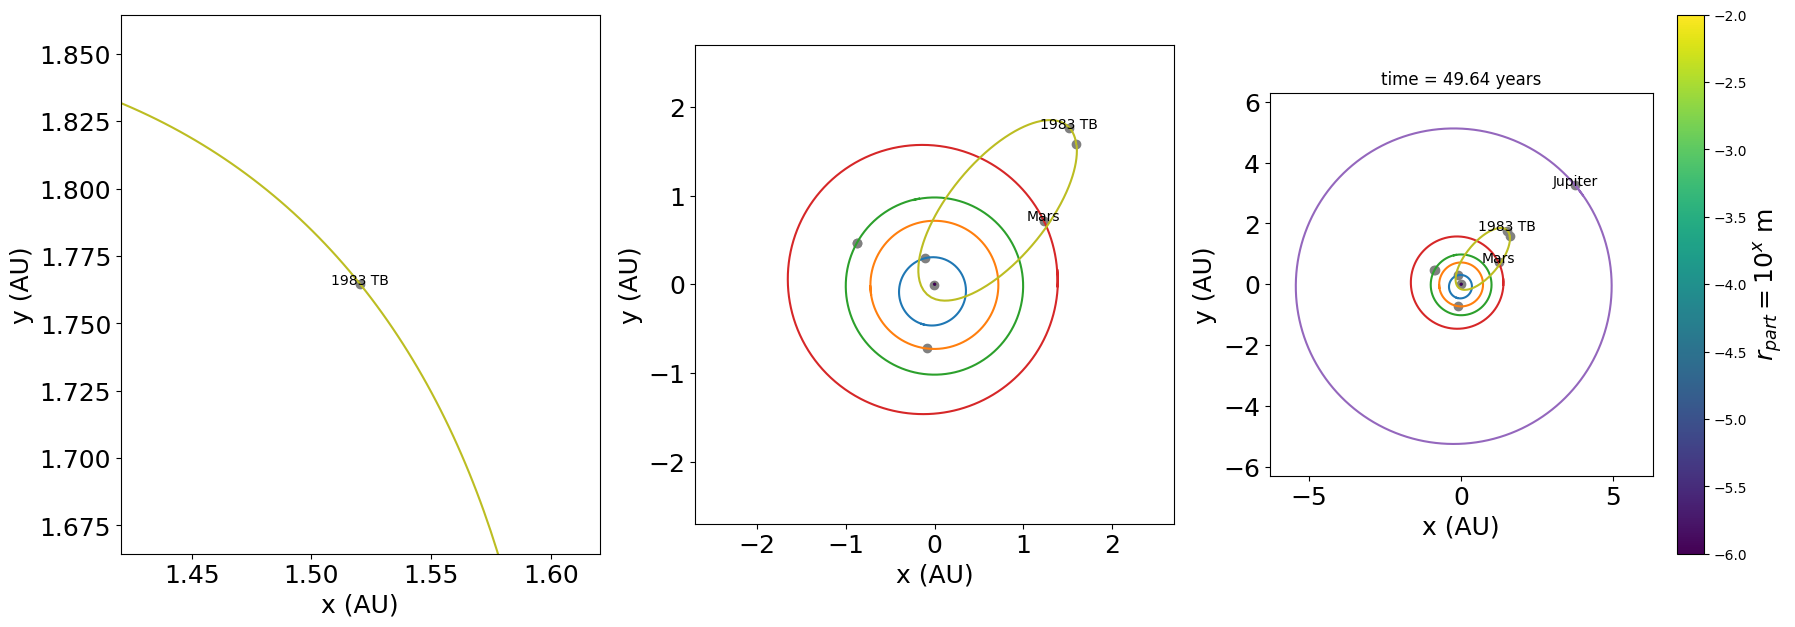 1.850
1.825
1.800
1.775
1.750
1.725
1.700
1.675
y (AU)
1983 TB
1.45 1.50 1.55 1.60
x (AU)
2
1
0
−1
−2
y (AU)
1983 TB
Mars
−2 −1 0 1 2
x (AU)
time = 49.64 years
6
4
2
0
−2
−4
−6
y (AU)
Jupiter
1983 TB
Mars
−5 0 5
x (AU)
−2.0
−2.5
−3.0
−3.5
−4.0
−4.5
−5.0
−5.5
−6.0
r_part = 10^x m